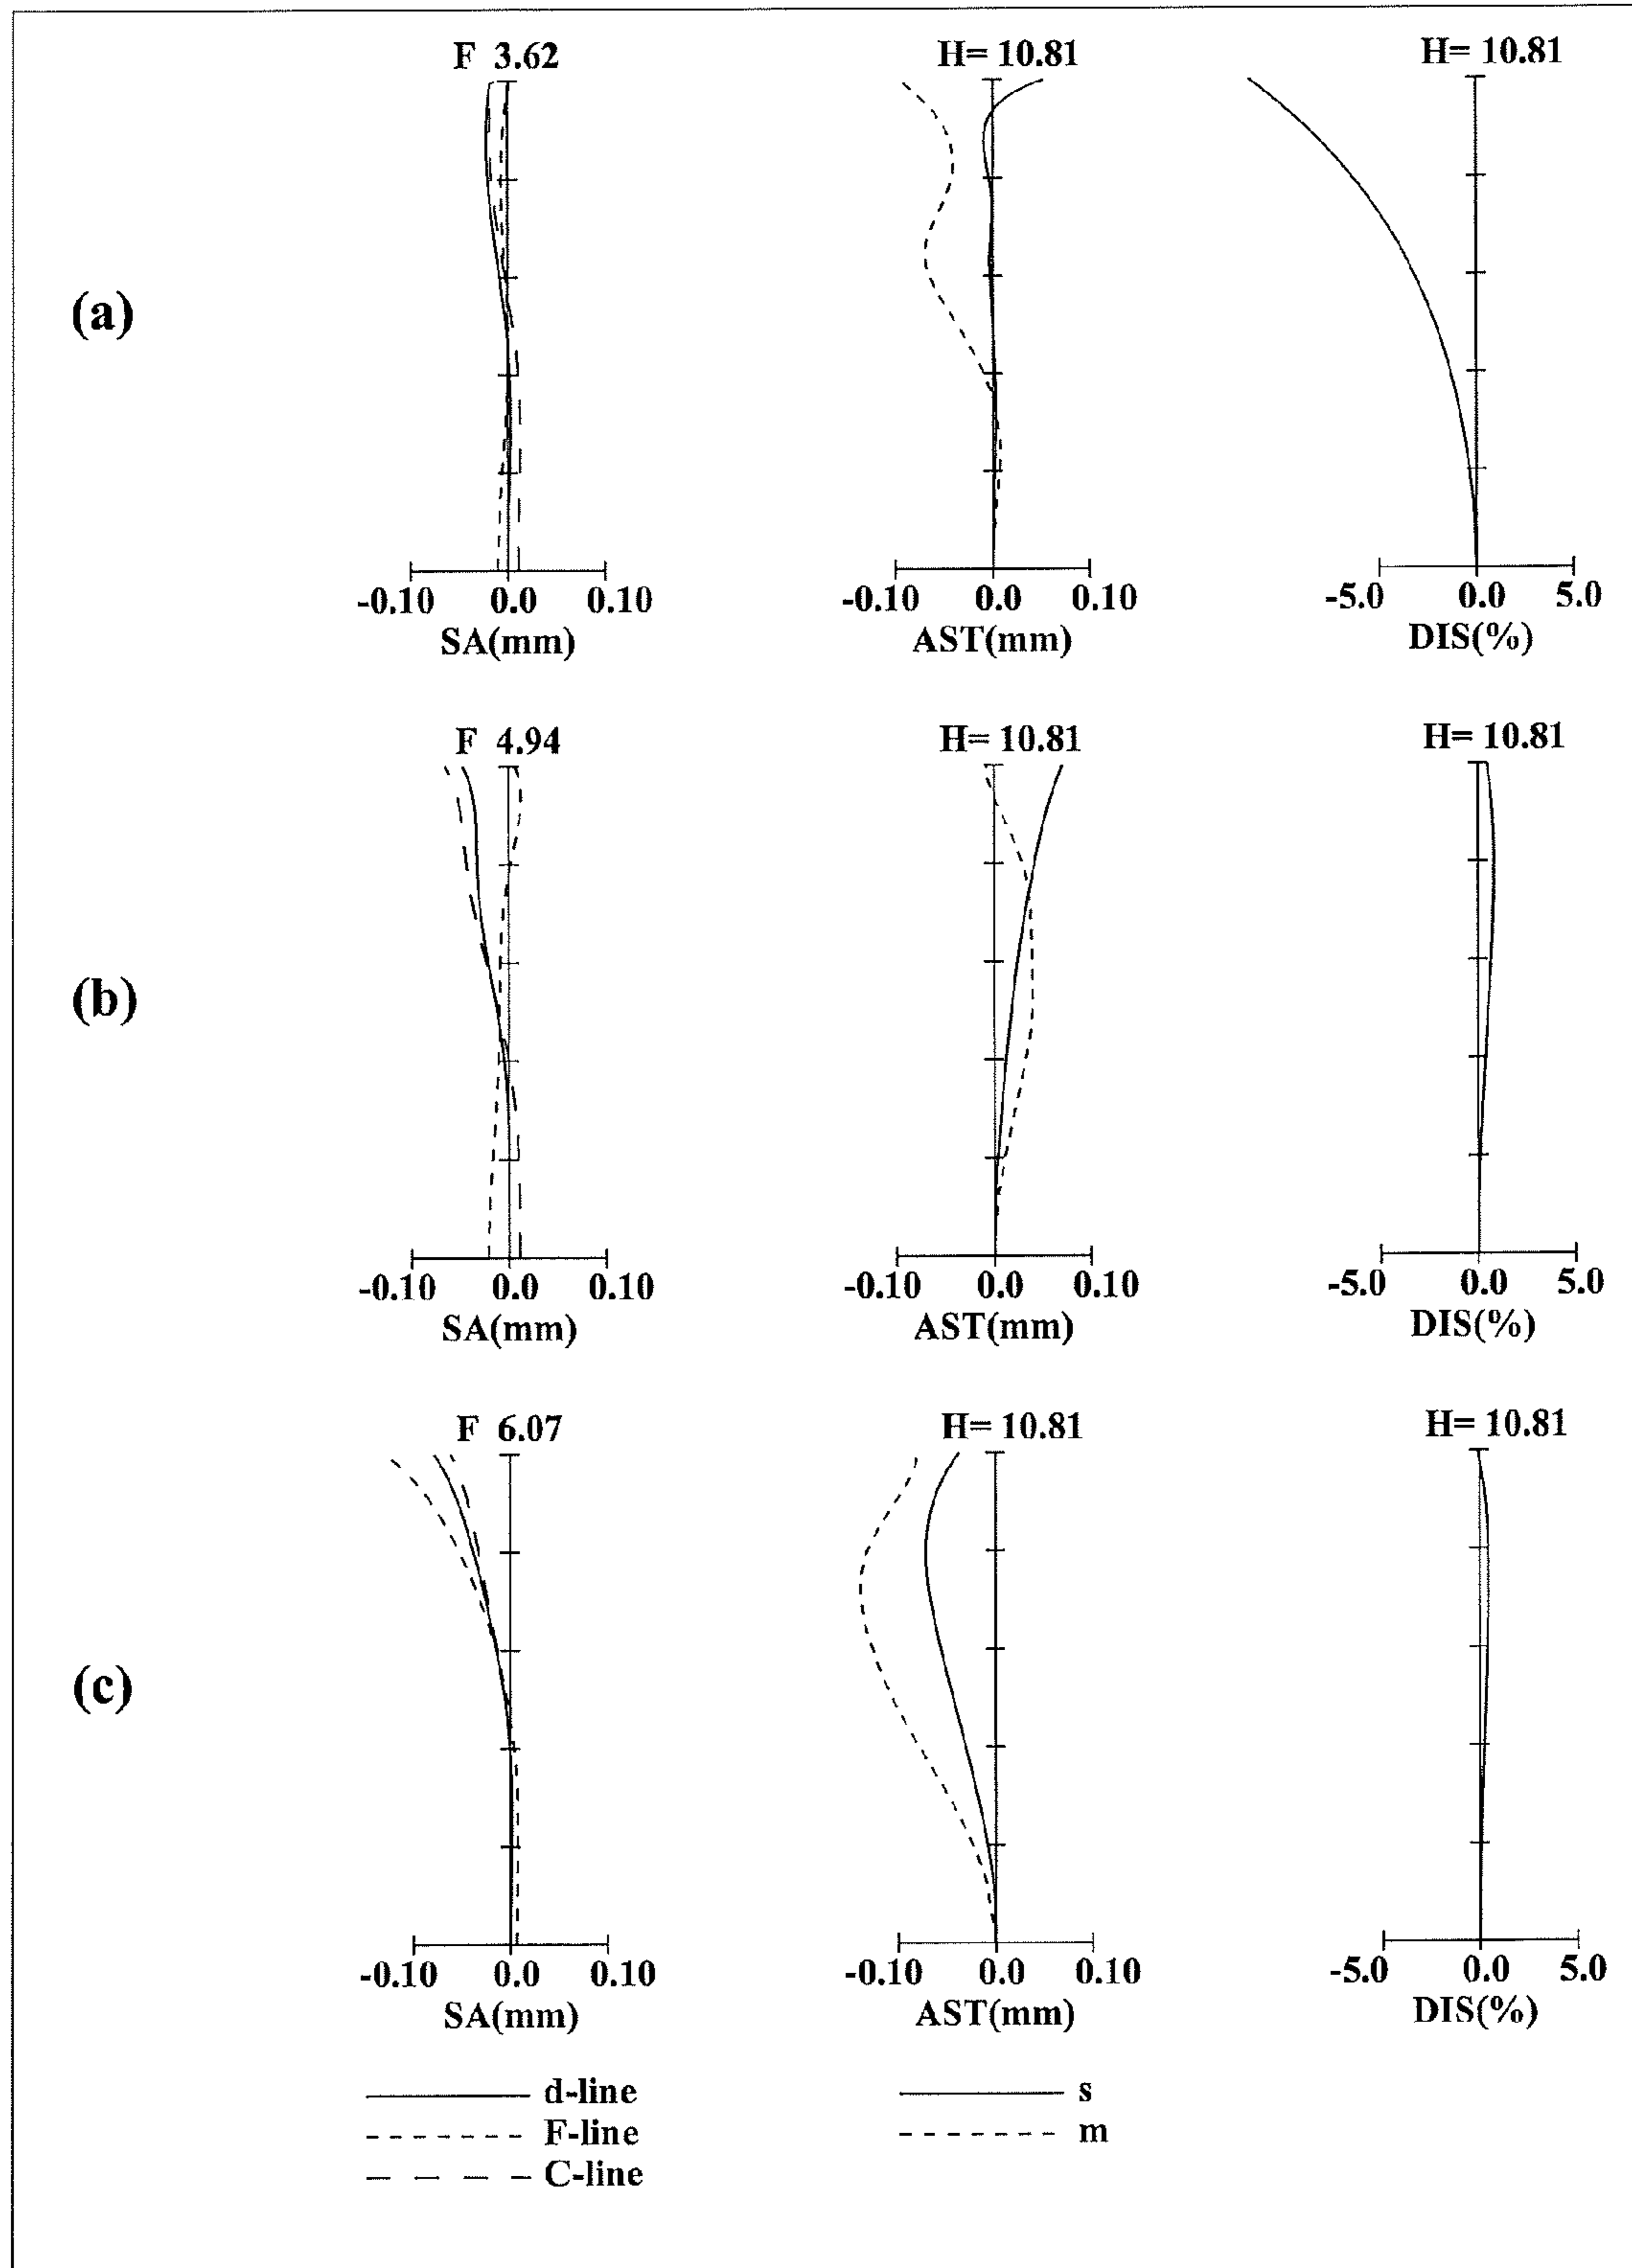 F 3.62 H= 10.81 H= 10.81
(a)
-0.10 0.0 0.10 -0.10 0.0 0.10 -5.0 0.0 5.0
SA(mm) AST(mm) DIS(%)
F 4.94 H= 10.81 H= 10.81
(b)
-0.10 0.0 0.10 -0.10 0.0 0.10 -5.0 0.0 5.0
SA(mm) AST(mm) DIS(%)
F 6.07 H= 10.81 H= 10.81
(c)
-0.10 0.0 0.10 -0.10 0.0 0.10 -5.0 0.0 5.0
SA(mm) AST(mm) DIS(%)
d-line s
F-line m
C-line